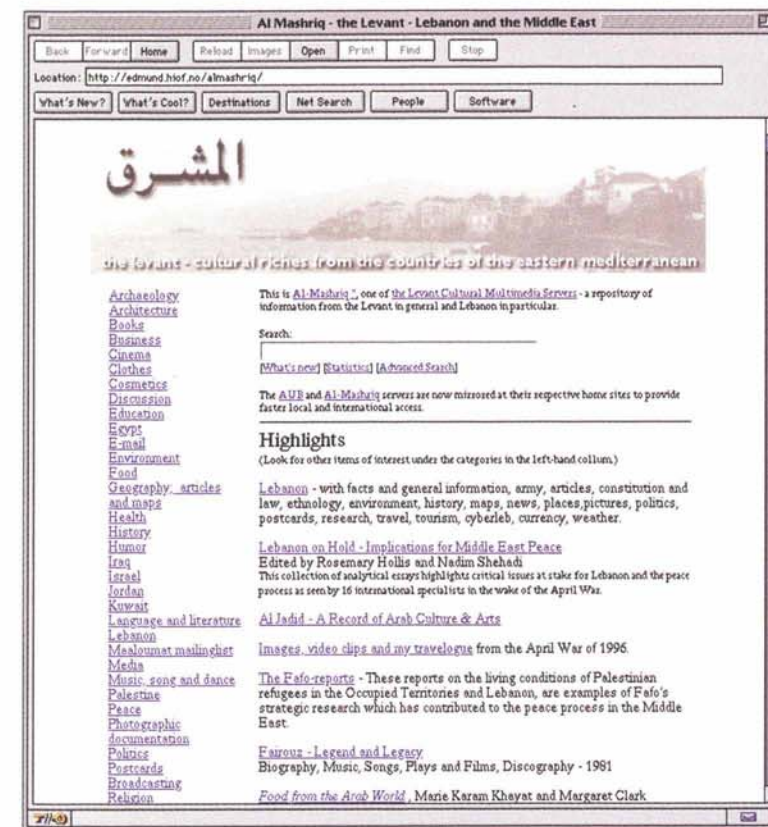 Al Mashriq - the Levant - Lebanon and the Middle East
Back Forward Home Reload Images Open Print Find Stop
Location: http://edmund.hiof.no/almashriq/
What's New? What's Cool? Destinations Net Search People Software
المشرق
the levant - cultural riches from the countries of the eastern mediterranean
Archaeology
Architecture
Books
Business
Cinema
Clothes
Cosmetics
Discussion
Education
Egypt
E-mail
Environment
Food
Geography, articles
and maps
Health
History
Humor
Iraq
Israel
Jordan
Kuwait
Language and literature
Lebanon
Maaloumat mailinglist
Media
Music, song and dance
Palestine
Peace
Photographic
documentation
Politics
Postcards
Broadcasting
Religion
This is Al-Mashriq ", one of the Levant Cultural Multimedia Servers - a repository of
information from the Levant in general and Lebanon in particular.
Search:
[What's new] [Statistics] [Advanced Search]
The AUB and Al-Mashriq servers are now mirrored at their respective home sites to provide
faster local and international access.
Highlights
(Look for other items of interest under the categories in the left-hand collum.)
Lebanon - with facts and general information, army, articles, constitution and
law, ethnology, environment, history, maps, news, places,pictures, politics,
postcards, research, travel, tourism, cyberleb, currency, weather.
Lebanon on Hold - Implications for Middle East Peace
Edited by Rosemary Hollis and Nadim Shehadi
This collection of analytical essays highlights critical issues at stake for Lebanon and the peace
process as seen by 16 international specialists in the wake of the April War.
Al Jadid - A Record of Arab Culture & Arts
Images, video clips and my travelogue from the April War of 1996.
The Fafo-reports - These reports on the living conditions of Palestinian
refugees in the Occupied Territories and Lebanon, are examples of Fafo's
strategic research which has contributed to the peace process in the Middle
East.
Fairouz - Legend and Legacy
Biography, Music, Songs, Plays and Films, Discography - 1981
Food from the Arab World , Marie Karam Khayat and Margaret Clark